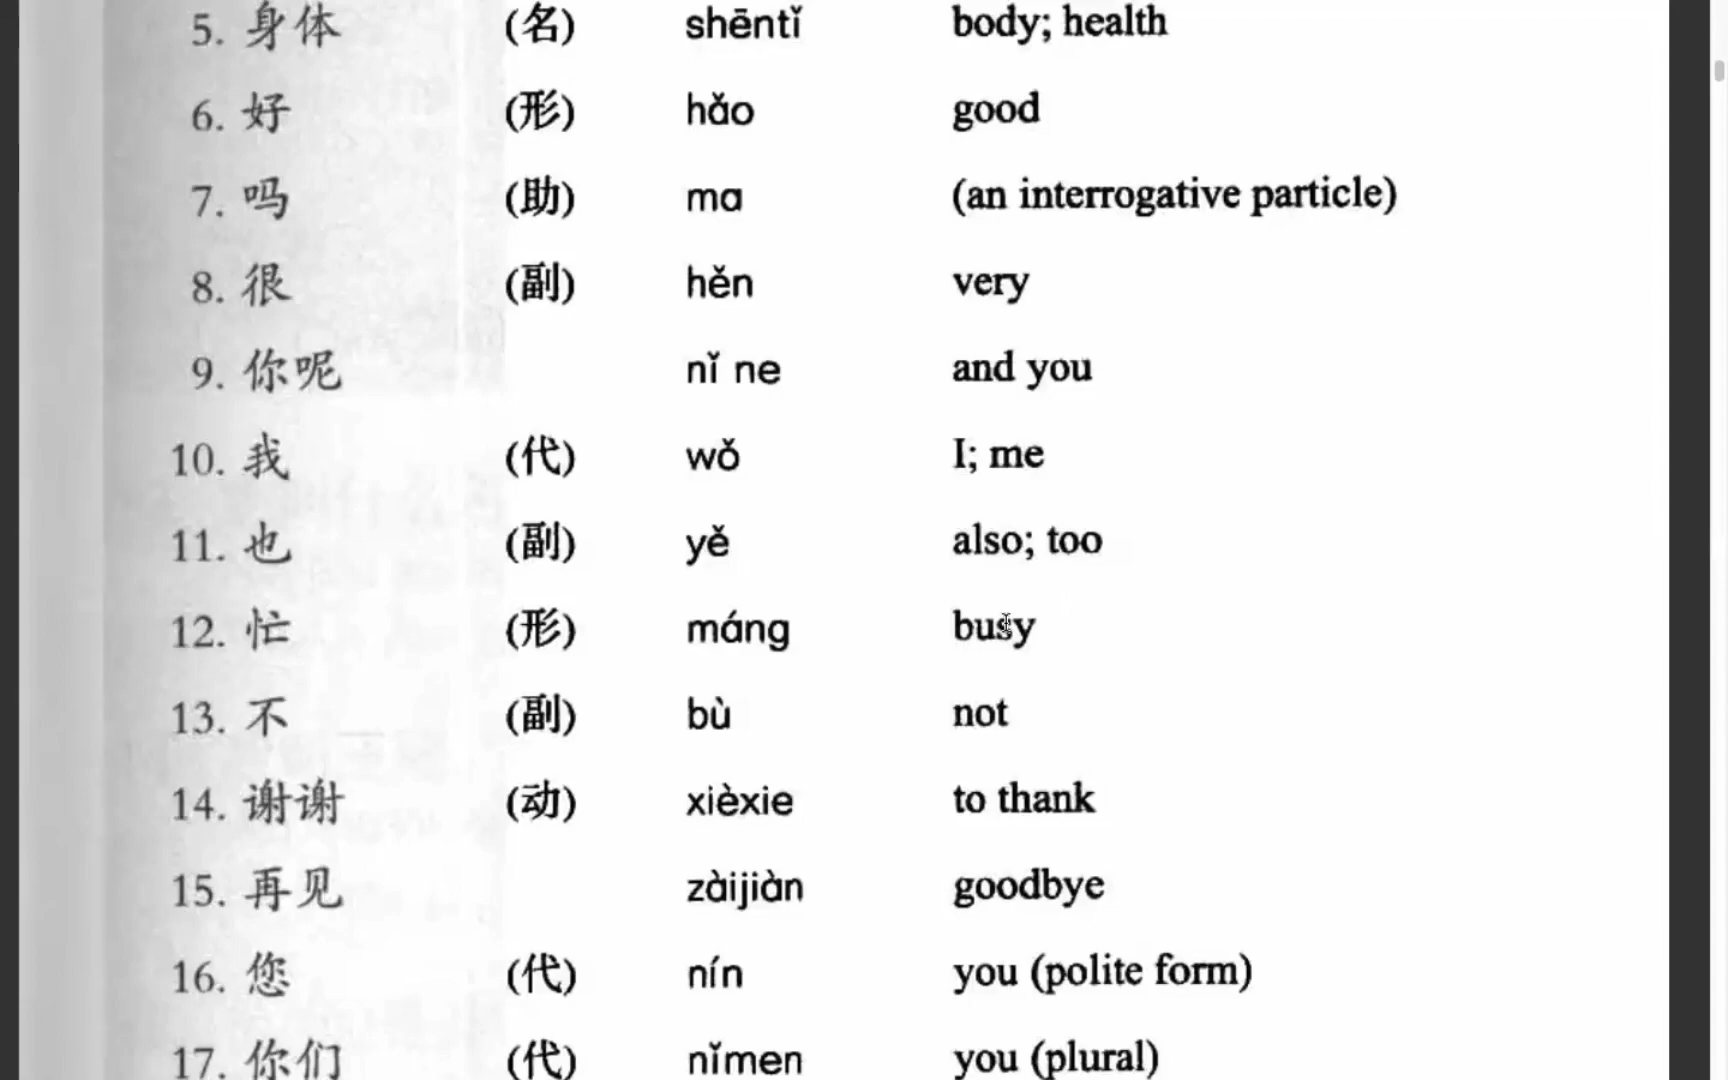 5. 身体 (名) shēntǐ body; health
6. 好 (形) hǎo good
7. 吗 (助) ma (an interrogative particle)
8. 很 (副) hěn very
9. 你呢 nǐ ne and you
10. 我 (代) wǒ I; me
11. 也 (副) yě also; too
12. 忙 (形) máng busy
13. 不 (副) bù not
14. 谢谢 (动) xièxie to thank
15. 再见 zàijiàn goodbye
16. 您 (代) nín you (polite form)
17. 你们 (代) nǐmen you (plural)